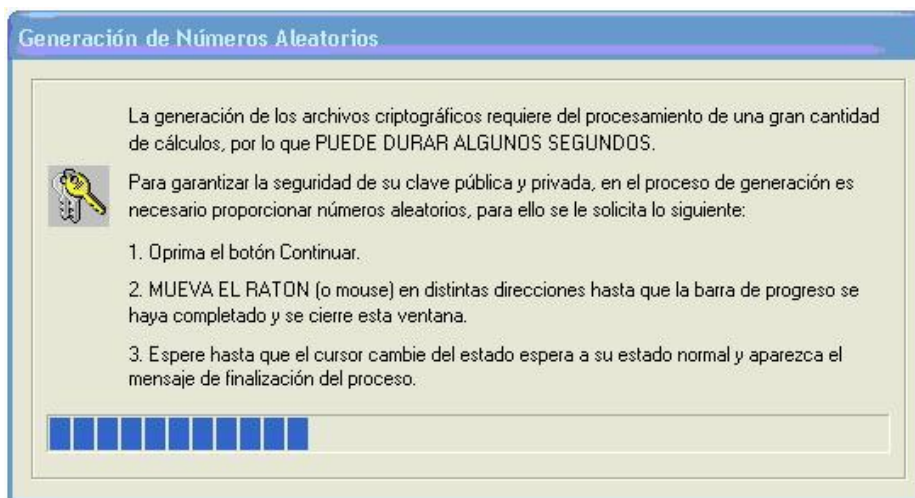 Generación de Números Aleatorios
La generación de los archivos criptográficos requiere del procesamiento de una gran cantidad
de cálculos, por lo que PUEDE DURAR ALGUNOS SEGUNDOS.
Para garantizar la seguridad de su clave pública y privada, en el proceso de generación es
necesario proporcionar números aleatorios, para ello se le solicita lo siguiente:
1. Oprima el botón Continuar.
2. MUEVA EL RATON (o mouse) en distintas direcciones hasta que la barra de progreso se
haya completado y se cierre esta ventana.
3. Espere hasta que el cursor cambie del estado espera a su estado normal y aparezca el
mensaje de finalización del proceso.